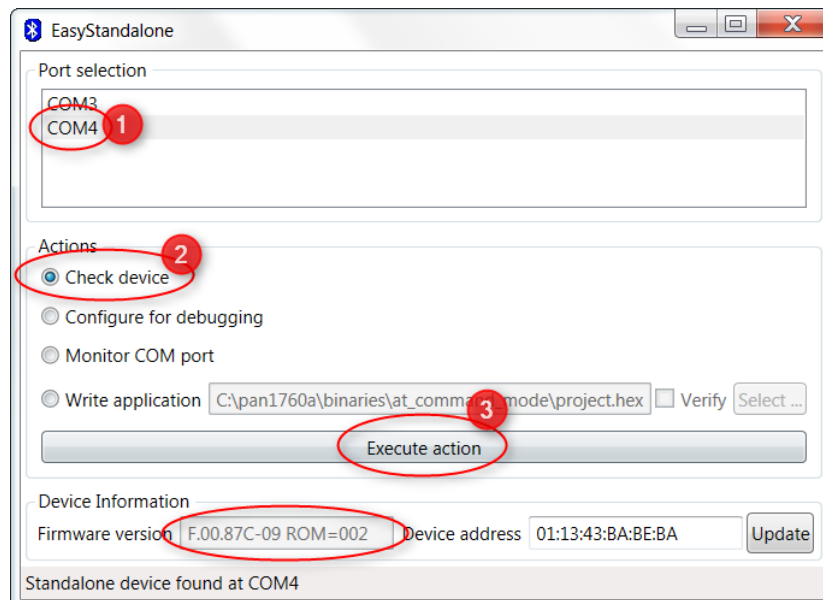 EasyStandalone
Port selection
COM3
COM4 1
Actions 2
Check device
Configure for debugging
Monitor COM port
Write application C:\pan1760a\binaries\at_command_mode\project.hex Verify Select ...
3
Execute action
Device Information
Firmware version F.00.87C-09 ROM=002 Device address 01:13:43:BA:BE:BA Update
Standalone device found at COM4